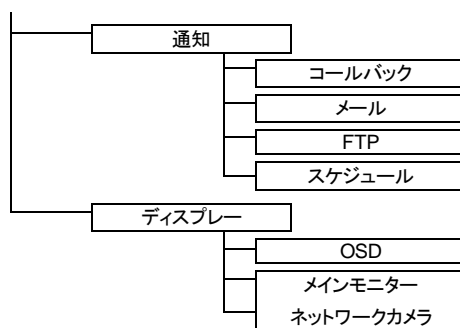 通知
コールバック
メール
FTP
スケジュール
ディスプレー
OSD
メインモニター
ネットワークカメラ